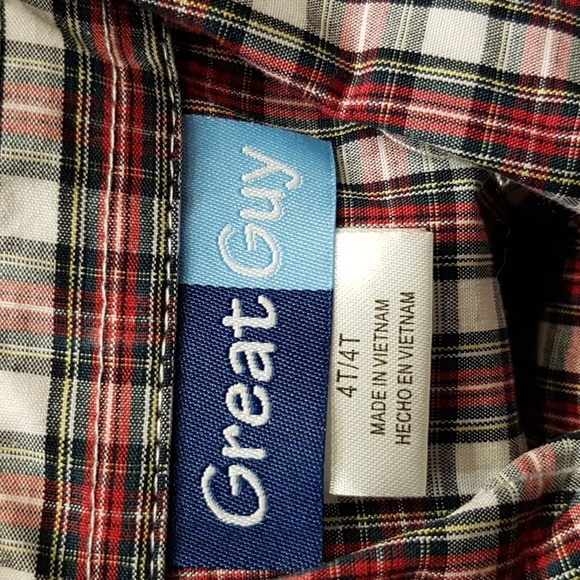 Great Guy
4T/4T
MADE IN VIETNAM
HECHO EN VIETNAM